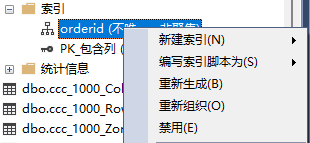 索引
orderid (不唯
新建索引(N)
PK_包含列 (
编写索引脚本为(S)
统计信息
重新生成(B)
dbo.ccc_1000_Col
重新组织(O)
dbo.ccc_1000_Rov
禁用(E)
dbo.ccc_1000_Zor